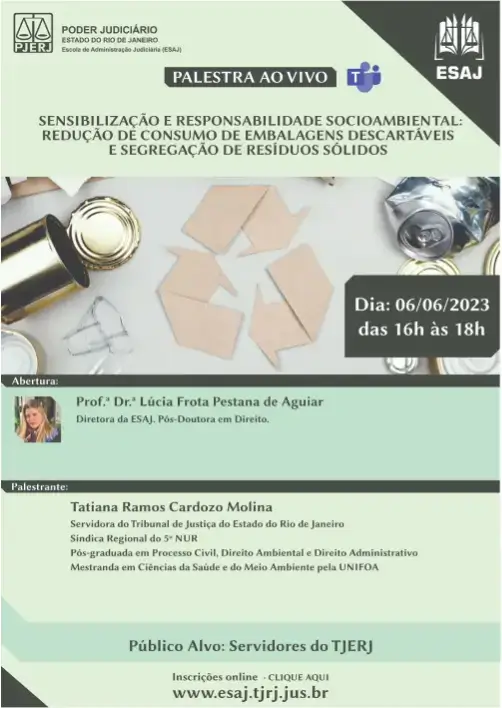 PJERJ
PODER JUDICIÁRIO
ESTADO DO RIO DE JANEIRO
Escola de Administração Judiciária (ESAJ)
ESAJ
PALESTRA AO VIVO
T
SENSIBILIZAÇÃO E RESPONSABILIDADE SOCIOAMBIENTAL:
REDUÇÃO DE CONSUMO DE EMBALAGENS DESCARTÁVEIS
E SEGREGAÇÃO DE RESÍDUOS SÓLIDOS
Dia: 06/06/2023
das 16h às 18h
Abertura:
Prof.ª Dr.ª Lúcia Frota Pestana de Aguiar
Diretora da ESAJ. Pós-Doutora em Direito.
Palestrante:
Tatiana Ramos Cardozo Molina
Servidora do Tribunal de Justiça do Estado do Rio de Janeiro
Síndica Regional do 5º NUR
Pós-graduada em Processo Civil, Direito Ambiental e Direito Administrativo
Mestranda em Ciências da Saúde e do Meio Ambiente pela UNIFOA
Público Alvo: Servidores do TJERJ
Inscrições online - CLIQUE AQUI
www.esaj.tjrj.jus.br